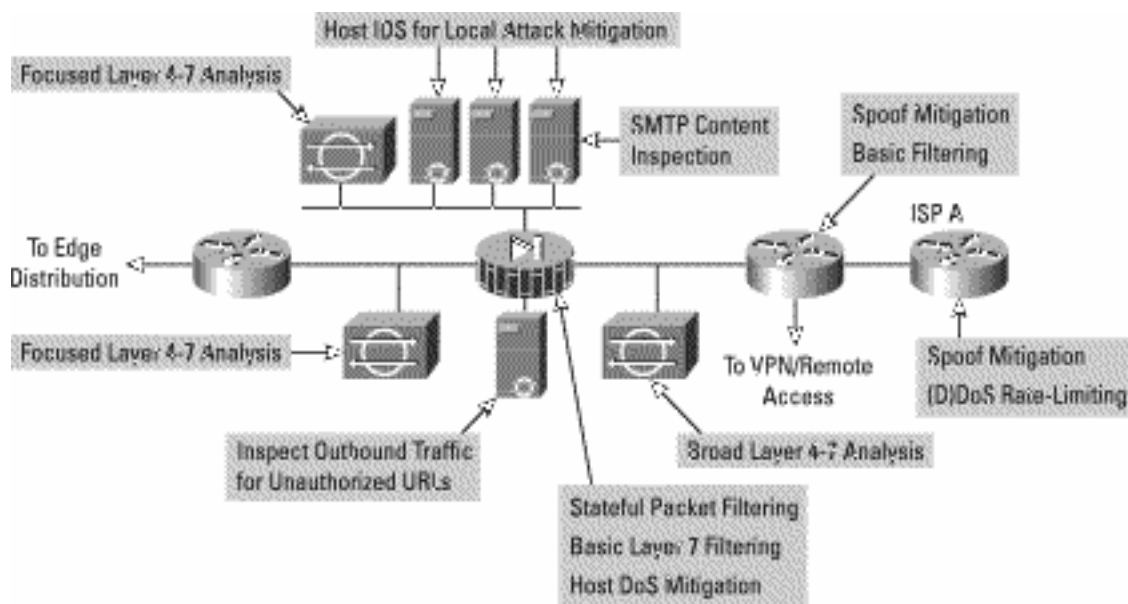 Host IDS for Local Attack Mitigation
Focused Layer 4-7 Analysis
SMTP Content
Inspection
Spoof Mitigation
Basic Filtering
ISP A
To Edge
Distribution
Focused Layer 4-7 Analysis
To VPN/Remote
Access
Spoof Mitigation
(D)DoS Rate-Limiting
Inspect Outbound Traffic
for Unauthorized URLs
Broad Layer 4-7 Analysis
Stateful Packet Filtering
Basic Layer 7 Filtering
Host DoS Mitigation